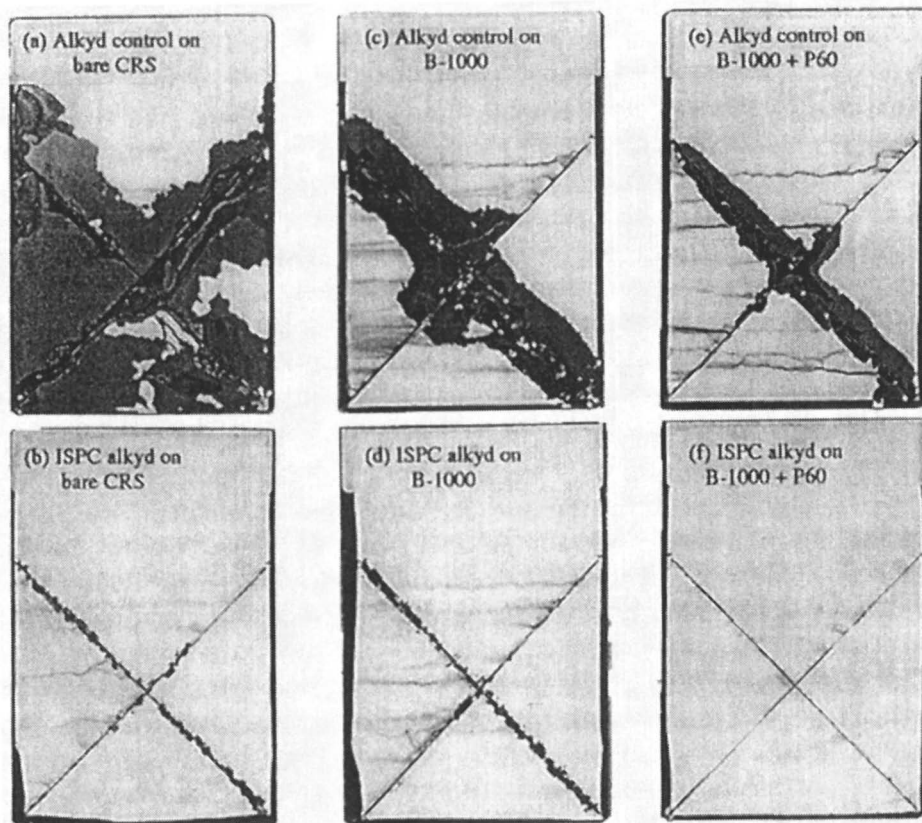 (a) Alkyd control on
bare CRS
(c) Alkyd control on
B-1000
(e) Alkyd control on
B-1000 + P60
(b) ISPC alkyd on
bare CRS
(d) ISPC alkyd on
B-1000
(f) ISPC alkyd on
B-1000 + P60